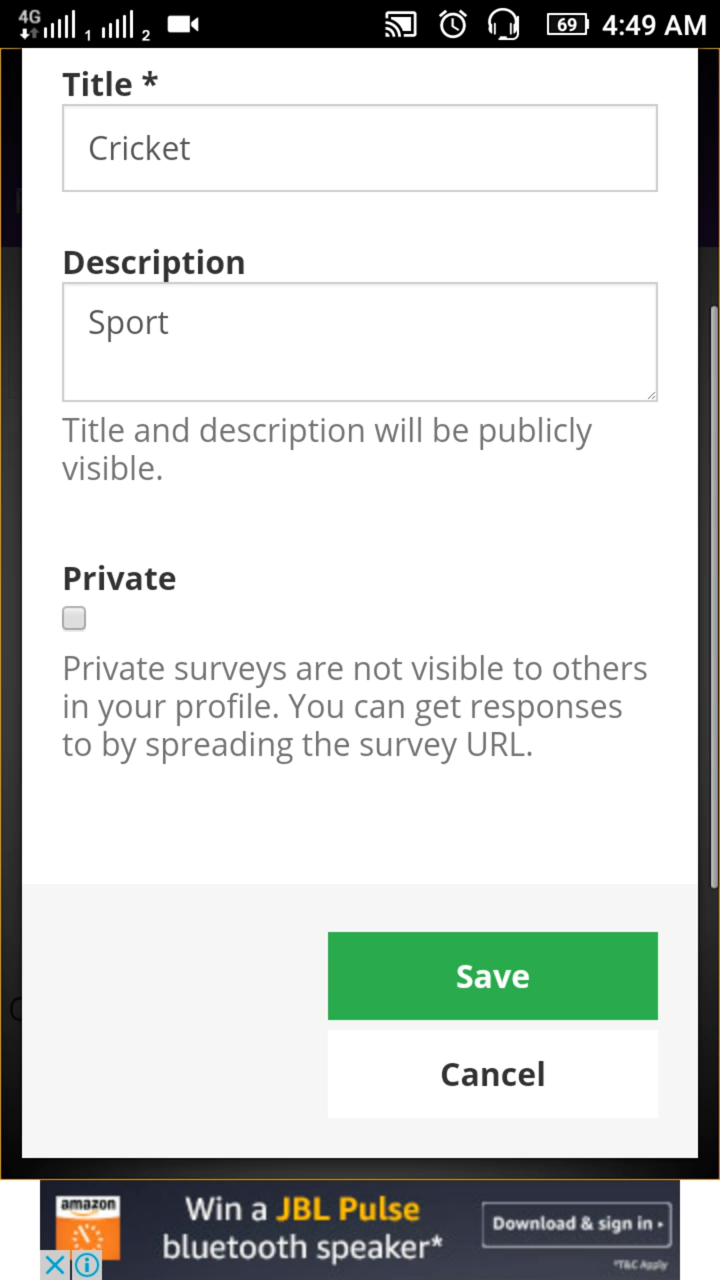 4G 1 2 69 4:49 AM
Title *
Cricket
Description
Sport
Title and description will be publicly
visible.
Private
Private surveys are not visible to others
in your profile. You can get responses
to by spreading the survey URL.
Save
Cancel
amazon
Win a JBL Pulse
bluetooth speaker*
Download & sign in
*T&C Apply